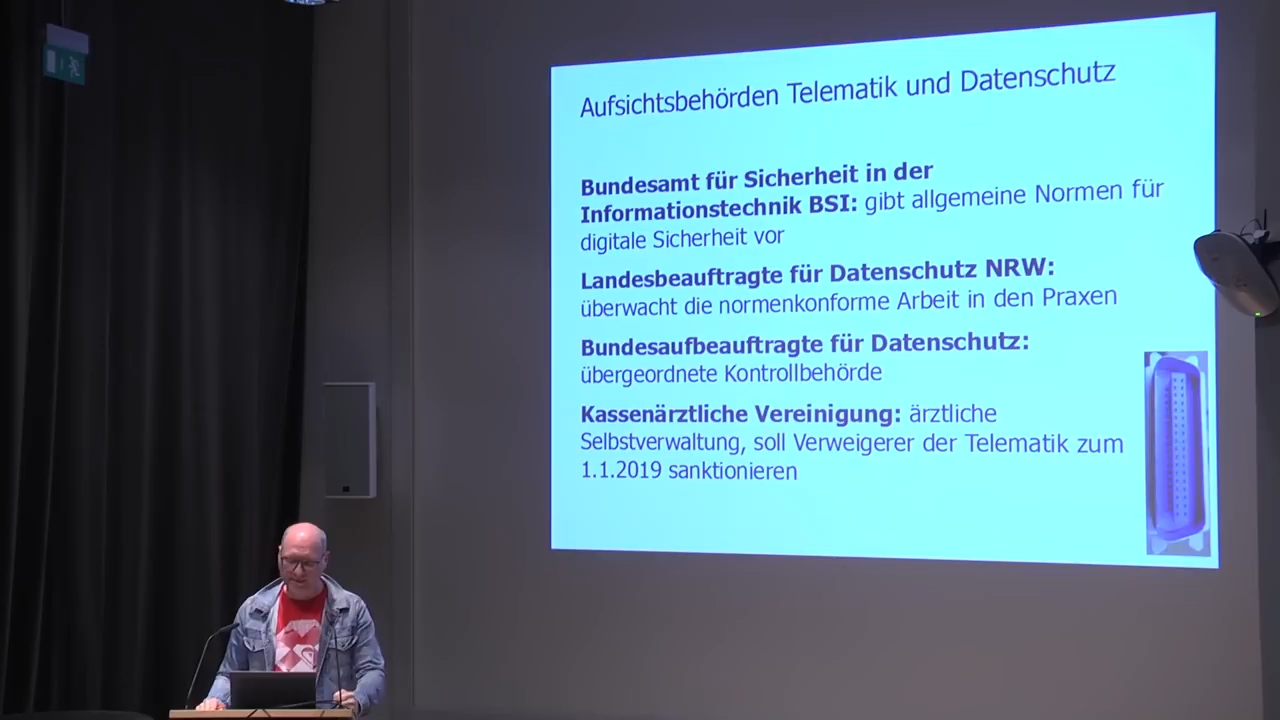 Aufsichtsbehörden Telematik und Datenschutz
Bundesamt für Sicherheit in der
Informationstechnik BSI: gibt allgemeine Normen für
digitale Sicherheit vor
Landesbeauftragte für Datenschutz NRW:
überwacht die normenkonforme Arbeit in den Praxen
Bundesaufbeauftragte für Datenschutz:
übergeordnete Kontrollbehörde
Kassenärztliche Vereinigung: ärztliche
Selbstverwaltung, soll Verweigerer der Telematik zum
1.1.2019 sanktionieren